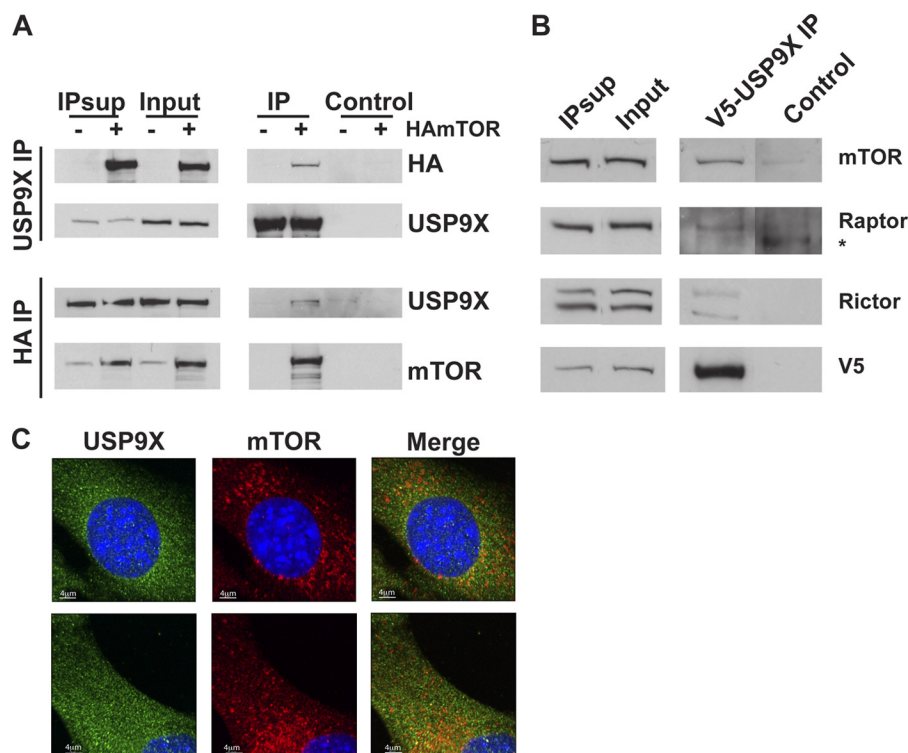 A
IPsup Input IP Control
- + - + - + - + HAmTOR
USP9X IP
HA
USP9X
HA IP
USP9X
mTOR
B
IPsup Input V5-USP9X IP Control
mTOR
Raptor
*
Rictor
V5
C
USP9X mTOR Merge
4µm 4µm 4µm
4µm 4µm 4µm